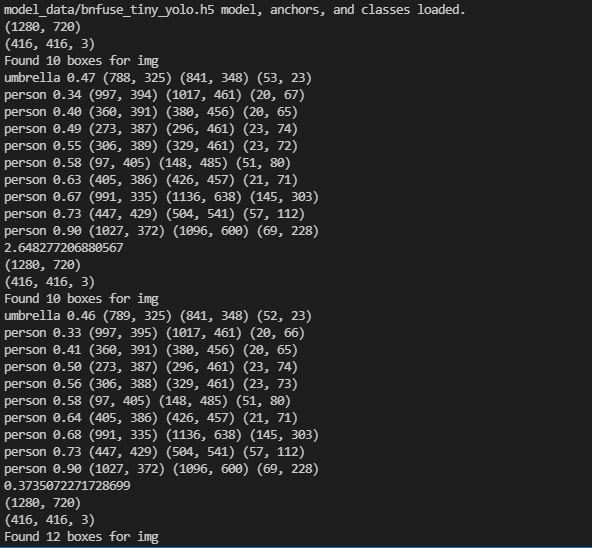 model_data/bnfuse_tiny_yolo.h5 model, anchors, and classes loaded.
(1280, 720)
(416, 416, 3)
Found 10 boxes for img
umbrella 0.47 (788, 325) (841, 348) (53, 23)
person 0.34 (997, 394) (1017, 461) (20, 67)
person 0.40 (360, 391) (380, 456) (20, 65)
person 0.49 (273, 387) (296, 461) (23, 74)
person 0.55 (306, 389) (329, 461) (23, 72)
person 0.58 (97, 405) (148, 485) (51, 80)
person 0.63 (405, 386) (426, 457) (21, 71)
person 0.67 (991, 335) (1136, 638) (145, 303)
person 0.73 (447, 429) (504, 541) (57, 112)
person 0.90 (1027, 372) (1096, 600) (69, 228)
2.648277206880567
(1280, 720)
(416, 416, 3)
Found 10 boxes for img
umbrella 0.46 (789, 325) (841, 348) (52, 23)
person 0.33 (997, 395) (1017, 461) (20, 66)
person 0.41 (360, 391) (380, 456) (20, 65)
person 0.50 (273, 387) (296, 461) (23, 74)
person 0.56 (306, 388) (329, 461) (23, 73)
person 0.58 (97, 405) (148, 485) (51, 80)
person 0.64 (405, 386) (426, 457) (21, 71)
person 0.68 (991, 335) (1136, 638) (145, 303)
person 0.73 (447, 429) (504, 541) (57, 112)
person 0.90 (1027, 372) (1096, 600) (69, 228)
0.3735072271728699
(1280, 720)
(416, 416, 3)
Found 12 boxes for img